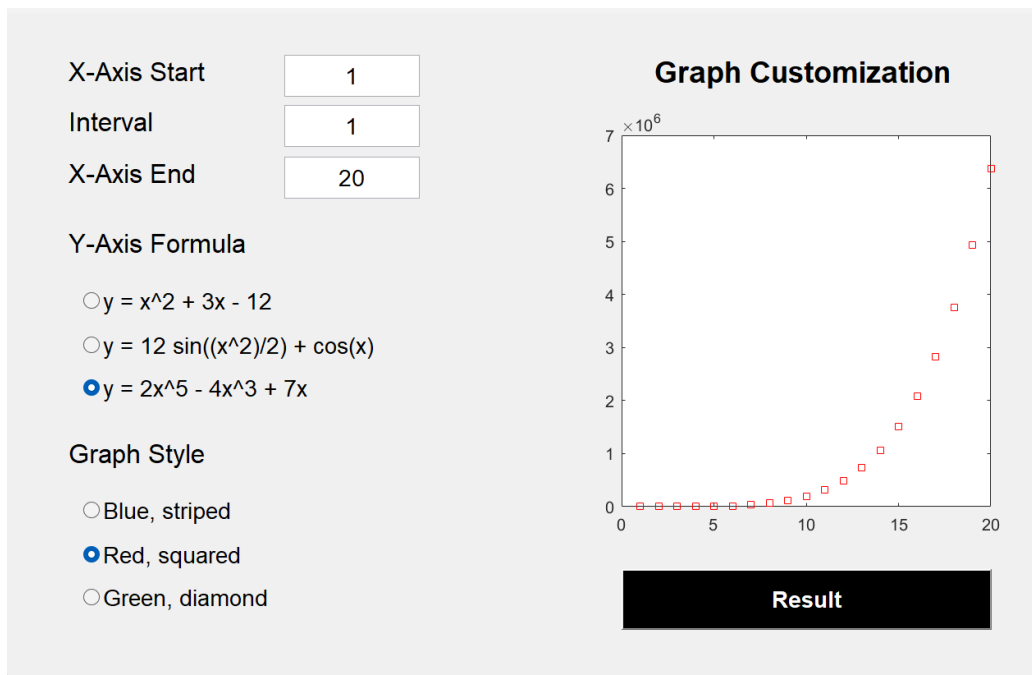 X-Axis Start 1
Interval 1
X-Axis End 20
Y-Axis Formula
y = x^2 + 3x - 12
y = 12 sin((x^2)/2) + cos(x)
y = 2x^5 - 4x^3 + 7x
Graph Style
Blue, striped
Red, squared
Green, diamond
Graph Customization
×10^6
7
6
5
4
3
2
1
0
0 5 10 15 20
Result